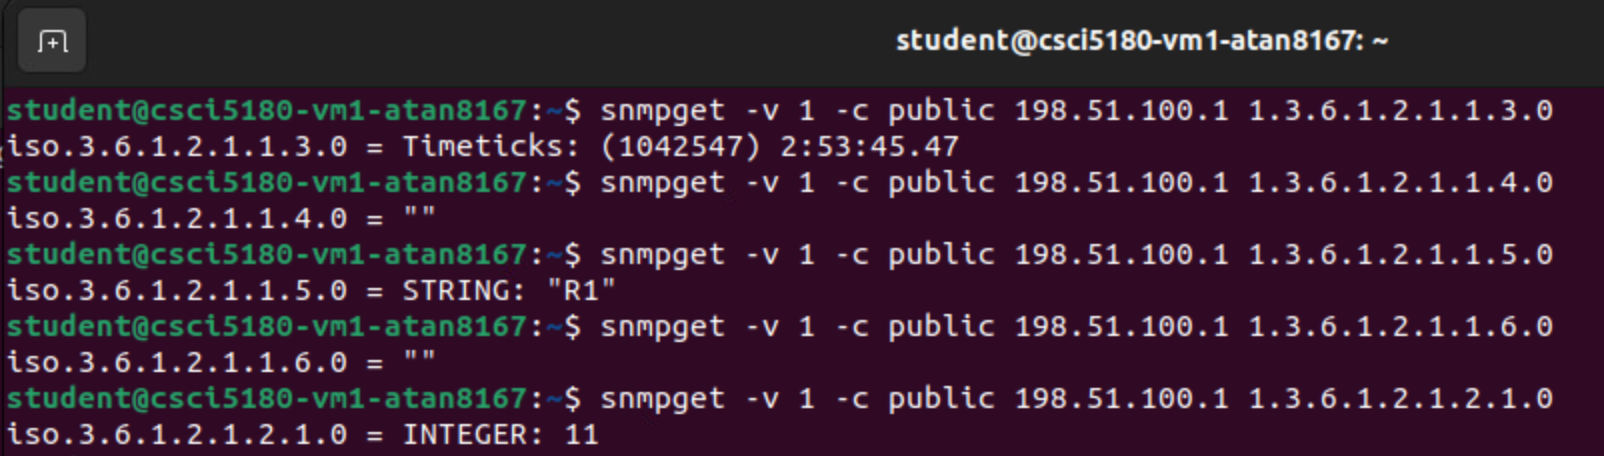 student@csci5180-vm1-atan8167: ~
student@csci5180-vm1-atan8167:~$ snmpget -v 1 -c public 198.51.100.1 1.3.6.1.2.1.1.3.0
iso.3.6.1.2.1.1.3.0 = Timeticks: (1042547) 2:53:45.47
student@csci5180-vm1-atan8167:~$ snmpget -v 1 -c public 198.51.100.1 1.3.6.1.2.1.1.4.0
iso.3.6.1.2.1.1.4.0 = ""
student@csci5180-vm1-atan8167:~$ snmpget -v 1 -c public 198.51.100.1 1.3.6.1.2.1.1.5.0
iso.3.6.1.2.1.1.5.0 = STRING: "R1"
student@csci5180-vm1-atan8167:~$ snmpget -v 1 -c public 198.51.100.1 1.3.6.1.2.1.1.6.0
iso.3.6.1.2.1.1.6.0 = ""
student@csci5180-vm1-atan8167:~$ snmpget -v 1 -c public 198.51.100.1 1.3.6.1.2.1.2.1.0
iso.3.6.1.2.1.2.1.0 = INTEGER: 11